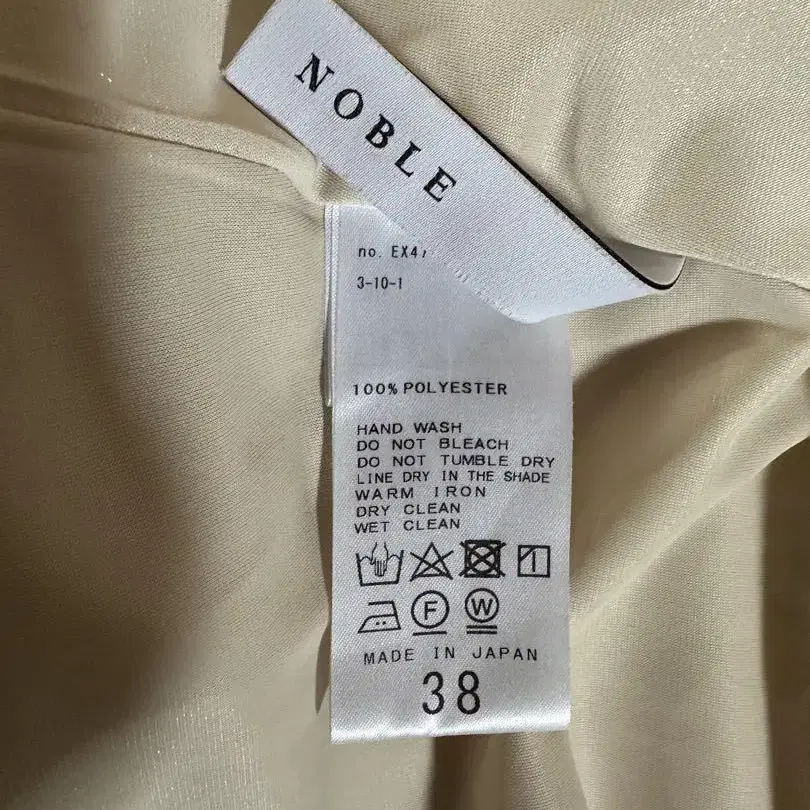 NOBLE
no. EX4
3-10-1
100% POLYESTER
HAND WASH
DO NOT BLEACH
DO NOT TUMBLE DRY
LINE DRY IN THE SHADE
WARM IRON
DRY CLEAN
WET CLEAN
F W
MADE IN JAPAN
38